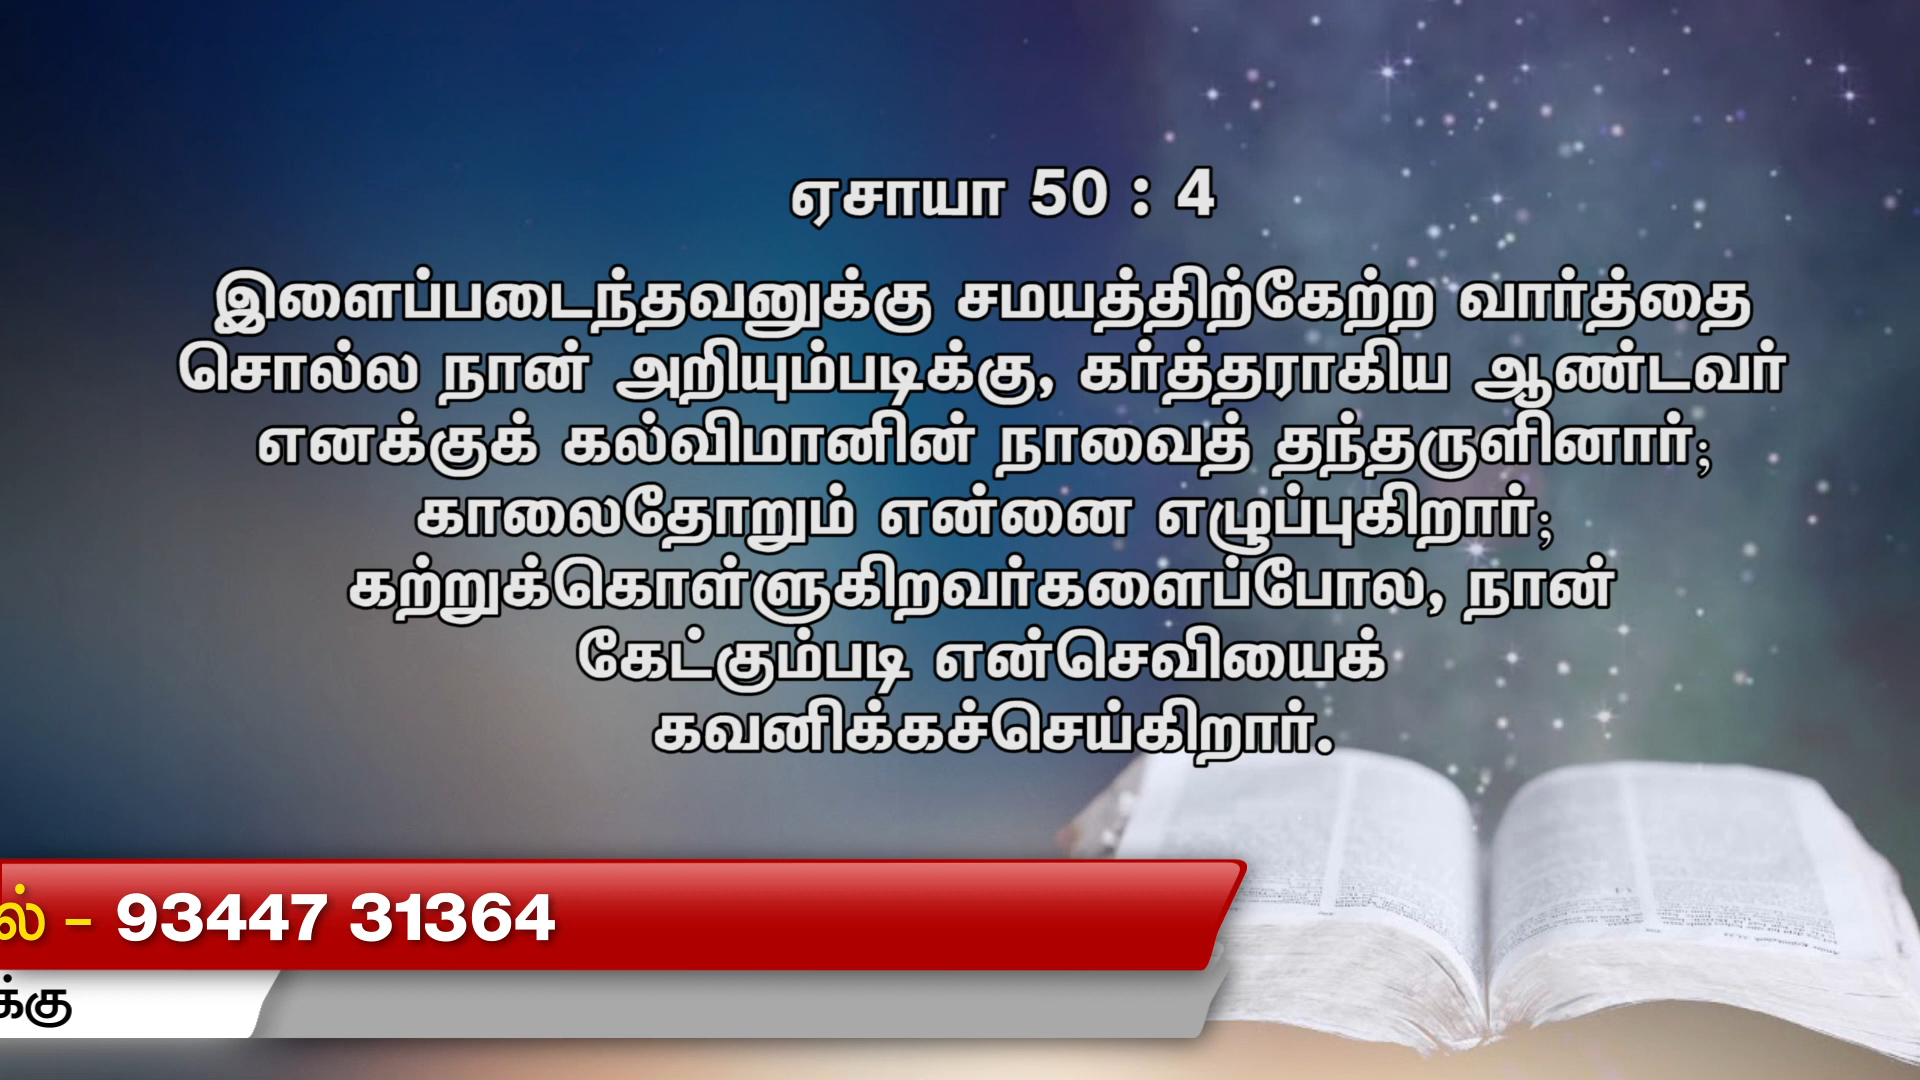 ஏசாயா 50 : 4
இளைப்படைந்தவனுக்கு சமயத்திற்கேற்ற வார்த்தை
சொல்ல நான் அறியும்படிக்கு, கர்த்தராகிய ஆண்டவர்
எனக்குக் கல்விமானின் நாவைத் தந்தருளினார்;
காலைதோறும் என்னை எழுப்புகிறார்;
கற்றுக்கொள்ளுகிறவர்களைப்போல, நான்
கேட்கும்படி என்செவியைக்
கவனிக்கச்செய்கிறார்.
ல் - 93447 31364
க்கு